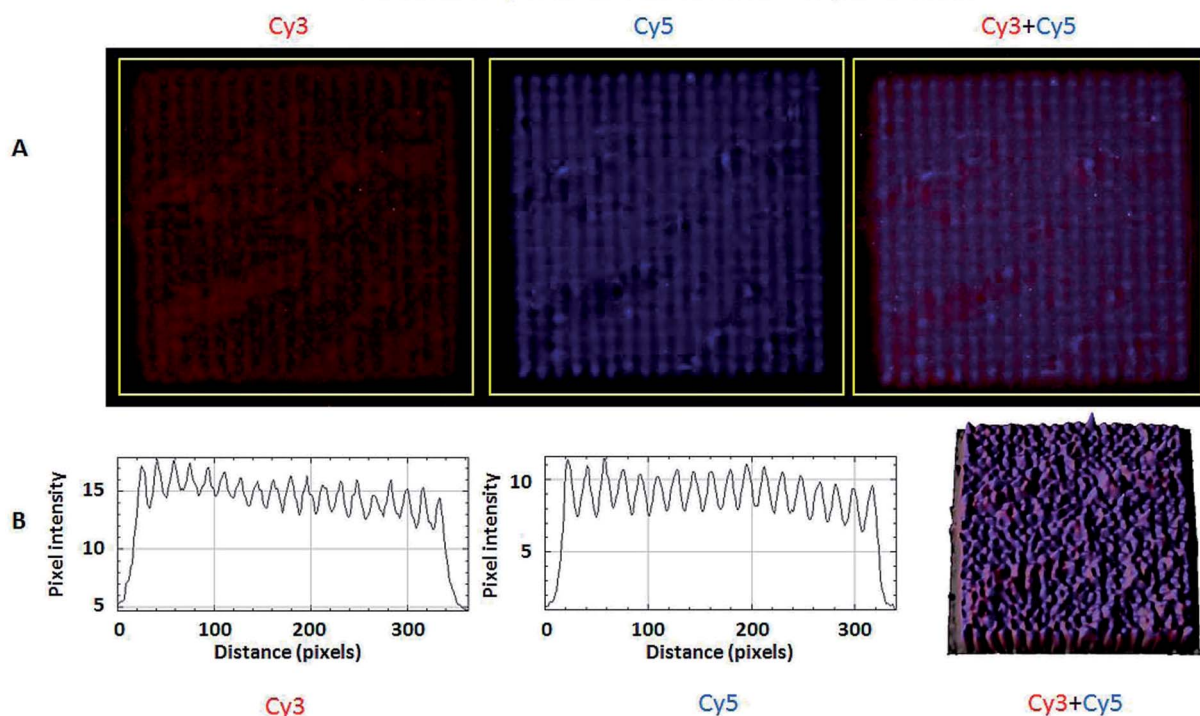 Cy3 Cy5 Cy3+Cy5
A
B
Pixel intensity
15
10
5
0 100 200 300
Distance (pixels)
Pixel intensity
10
5
0 100 200 300
Distance (pixels)
Cy3 Cy5 Cy3+Cy5